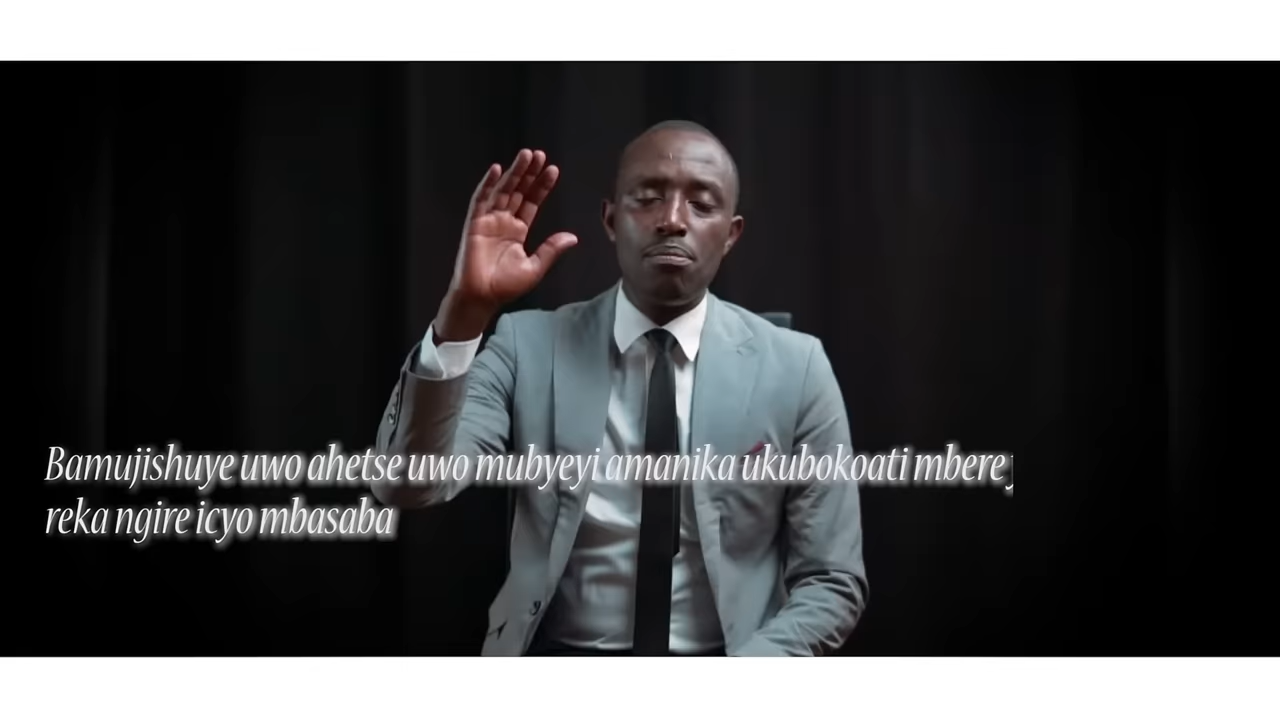 Bamujishuye uwo ahetse uwo mubyeyi amanika ukubokoati mbere
reka ngire icyo mbasaba